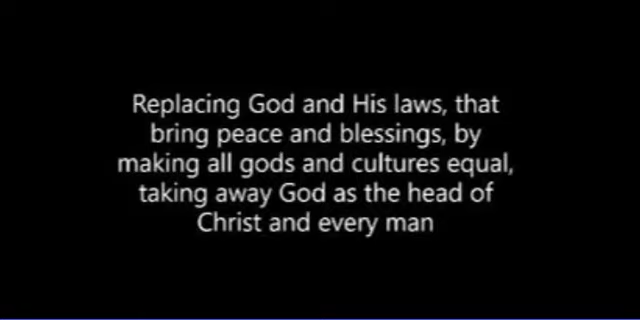 Replacing God and His laws, that
bring peace and blessings, by
making all gods and cultures equal,
taking away God as the head of
Christ and every man